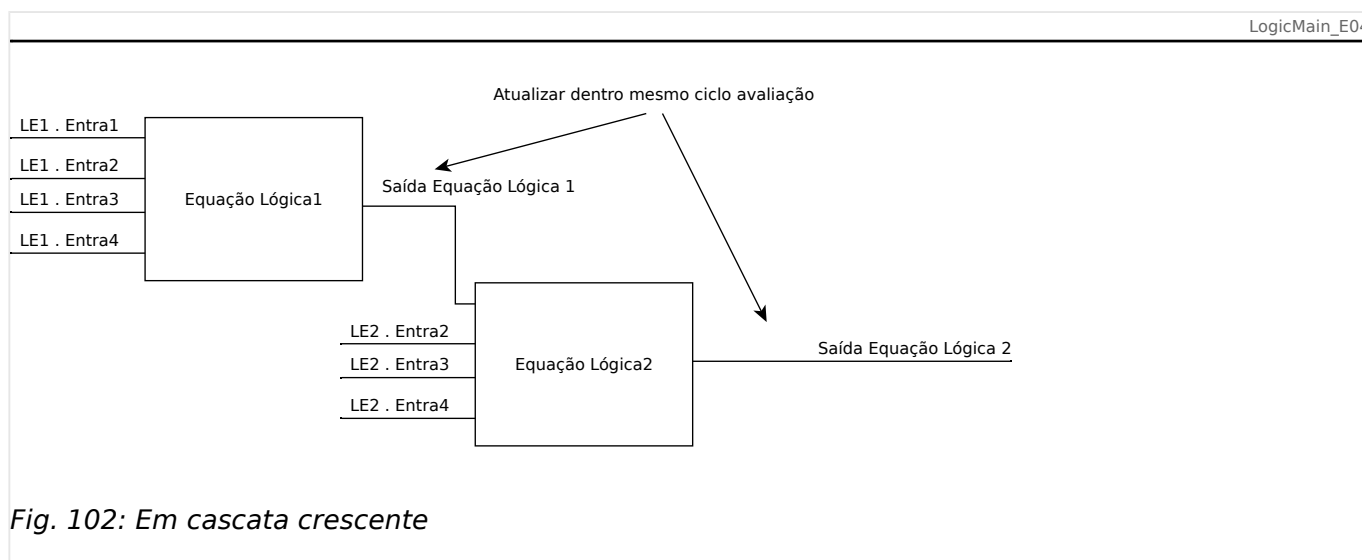 LogicMain_E04
Atualizar dentro mesmo ciclo avaliação
LE1 . Entra1
LE1 . Entra2
LE1 . Entra3
LE1 . Entra4
Equação Lógica1
Saída Equação Lógica 1
LE2 . Entra2
LE2 . Entra3
LE2 . Entra4
Equação Lógica2
Saída Equação Lógica 2
Fig. 102: Em cascata crescente